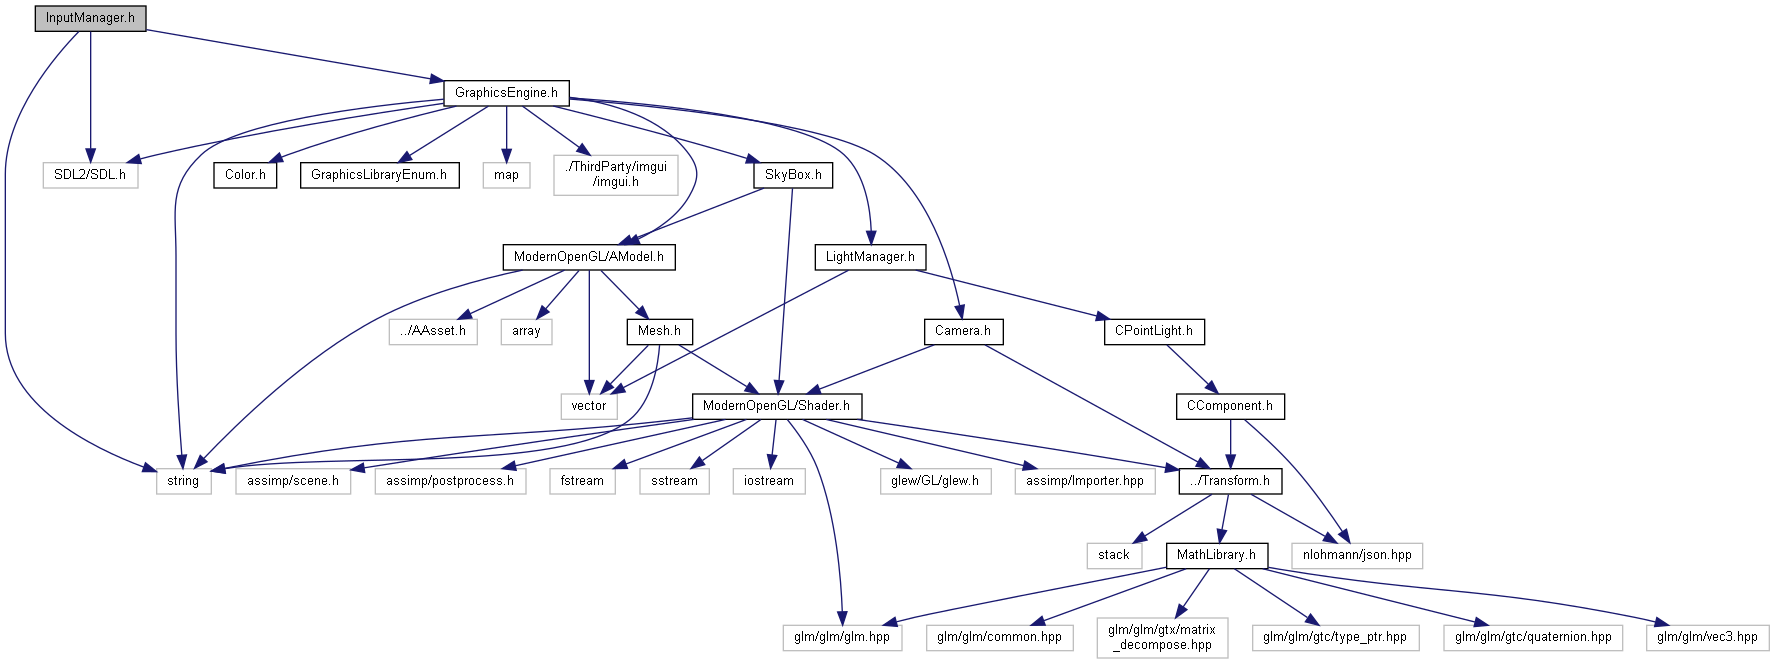 InputManager.h
GraphicsEngine.h
SDL2/SDL.h
Color.h
GraphicsLibraryEnum.h
map
./ThirdParty/imgui
/imgui.h
SkyBox.h
ModernOpenGL/AModel.h
LightManager.h
../AAsset.h
array
Mesh.h
Camera.h
CPointLight.h
vector
ModernOpenGL/Shader.h
CComponent.h
string
assimp/scene.h
assimp/postprocess.h
fstream
sstream
iostream
glew/GL/glew.h
assimp/Importer.hpp
../Transform.h
stack
MathLibrary.h
nlohmann/json.hpp
glm/glm/glm.hpp
glm/glm/common.hpp
glm/glm/gtx/matrix
_decompose.hpp
glm/glm/gtc/type_ptr.hpp
glm/glm/gtc/quaternion.hpp
glm/glm/vec3.hpp